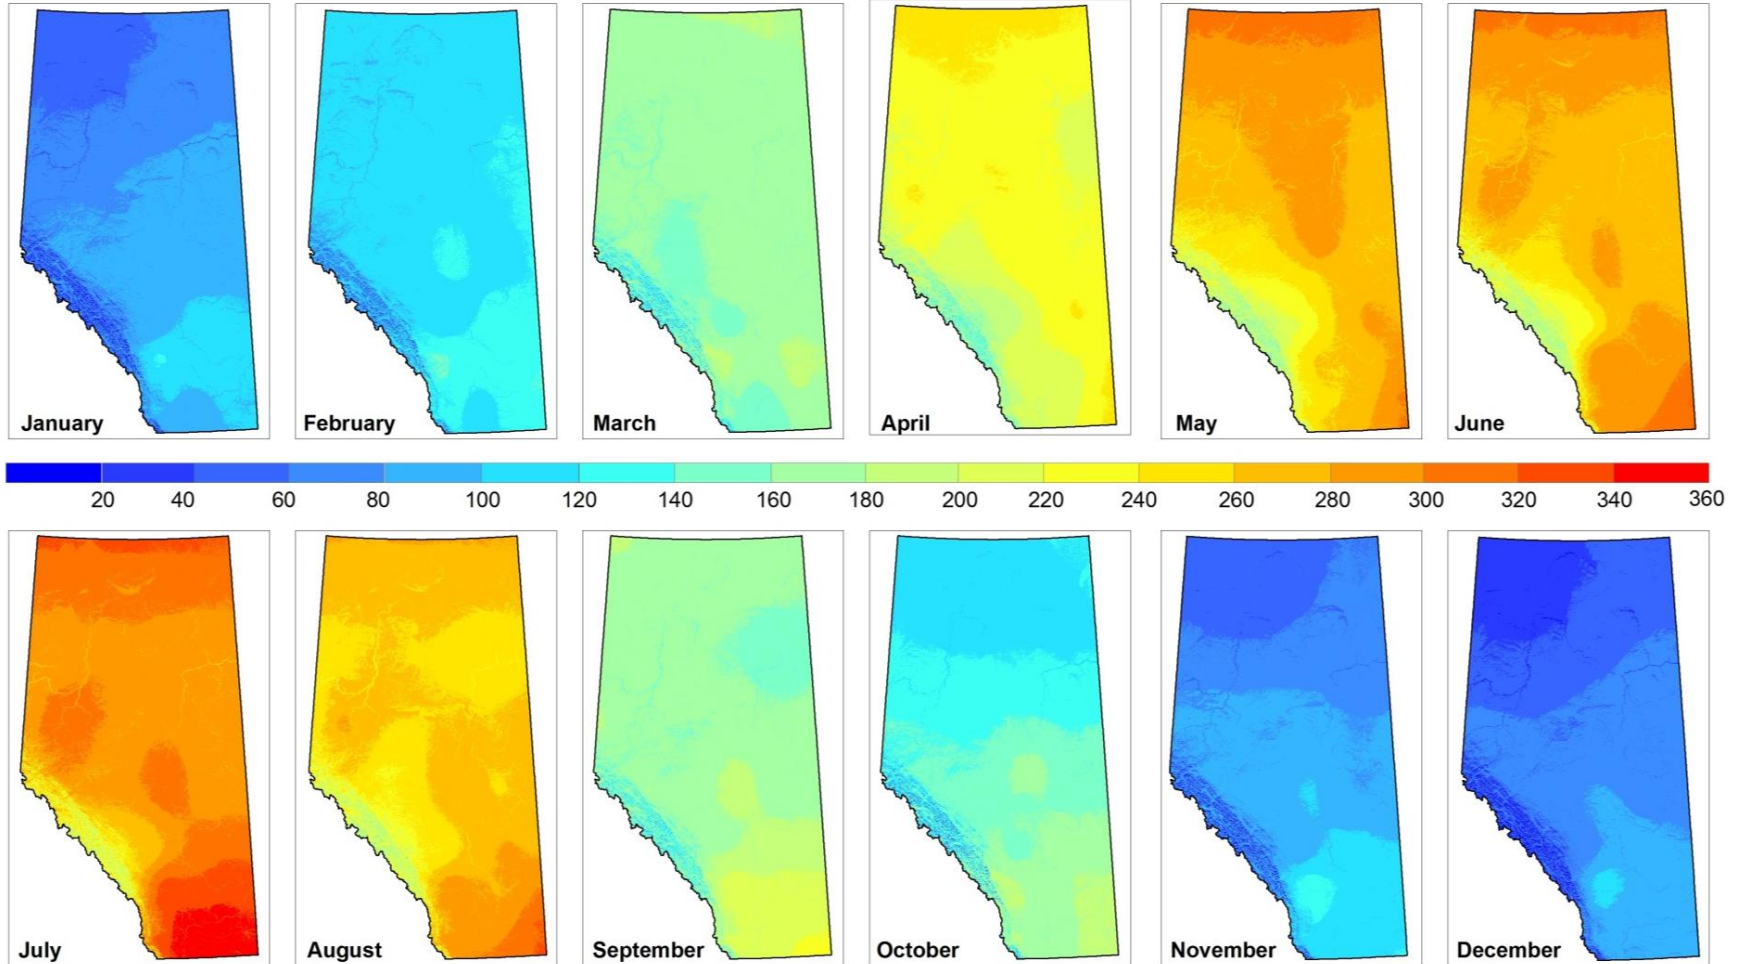 January February March April May June
20 40 60 80 100 120 140 160 180 200 220 240 260 280 300 320 340 360
July August September October November December